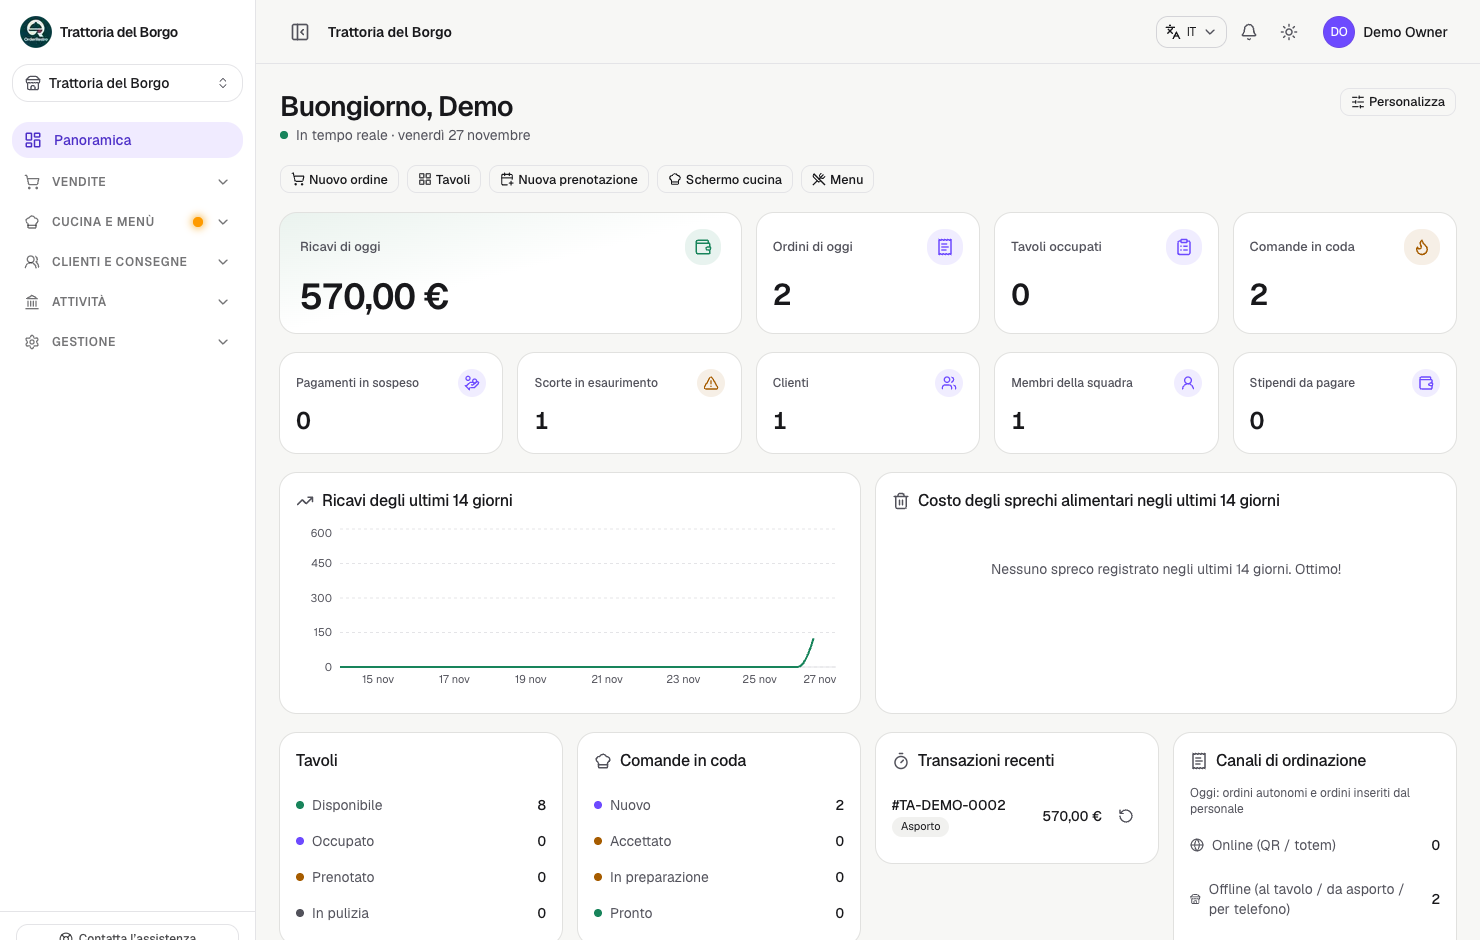 Trattoria del Borgo
Trattoria del Borgo
Panoramica
VENDITE
CUCINA E MENÙ
CLIENTI E CONSEGNE
ATTIVITÀ
GESTIONE
Contatta l'assistenza
Trattoria del Borgo
IT
DO
Demo Owner
Buongiorno, Demo
In tempo reale · venerdì 27 novembre
Personalizza
Nuovo ordine
Tavoli
Nuova prenotazione
Schermo cucina
Menu
Ricavi di oggi
570,00 €
Ordini di oggi
2
Tavoli occupati
0
Comande in coda
2
Pagamenti in sospeso
0
Scorte in esaurimento
1
Clienti
1
Membri della squadra
1
Stipendi da pagare
0
Ricavi degli ultimi 14 giorni
600
450
300
150
0
15 nov 17 nov 19 nov 21 nov 23 nov 25 nov 27 nov
Costo degli sprechi alimentari negli ultimi 14 giorni
Nessuno spreco registrato negli ultimi 14 giorni. Ottimo!
Tavoli
Disponibile 8
Occupato 0
Prenotato 0
In pulizia 0
Comande in coda
Nuovo 2
Accettato 0
In preparazione 0
Pronto 0
Transazioni recenti
#TA-DEMO-0002
Asporto
570,00 €
Canali di ordinazione
Oggi: ordini autonomi e ordini inseriti dal
personale
Online (QR / totem) 0
Offline (al tavolo / da asporto /
per telefono) 2